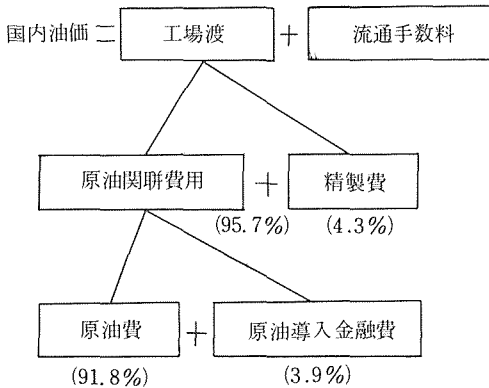 国内油価 = 工場渡 + 流通手数料
原油関聨費用 + 精製費
(95.7%) (4.3%)
原油費 + 原油導入金融費
(91.8%) (3.9%)